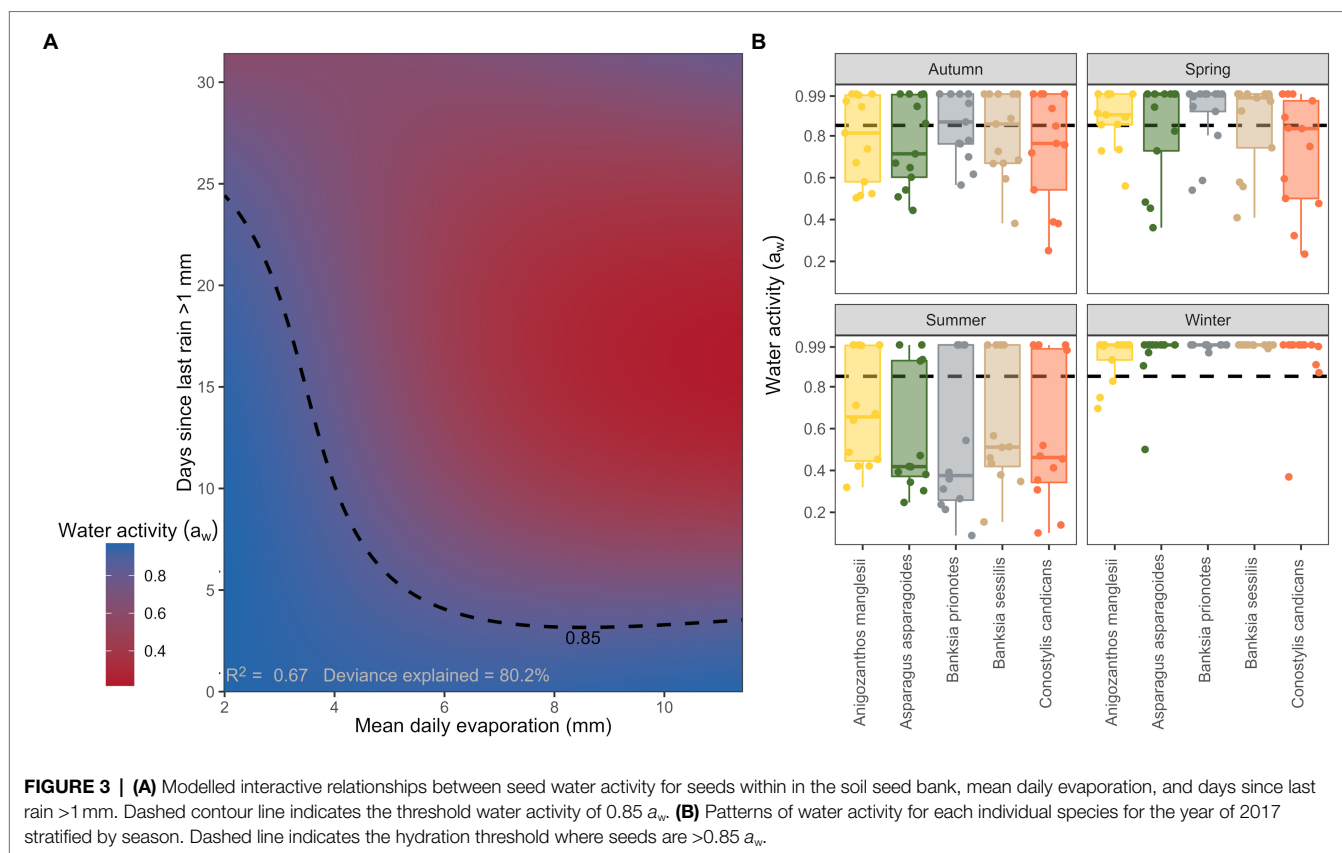 A
Days since last rain >1 mm
30
25
20
15
10
5
0
Water activity (aw)
0.8
0.6
0.4
0.85
R2 = 0.67 Deviance explained = 80.2%
2 4 6 8 10
Mean daily evaporation (mm)
B
Water activity (aw)
Autumn
Spring
0.99
0.8
0.6
0.4
0.2
Summer
Winter
0.99
0.8
0.6
0.4
0.2
Anigozanthos manglesii
Asparagus asparagoides
Banksia prionotes
Banksia sessilis
Conostylis candicans
Anigozanthos manglesii
Asparagus asparagoides
Banksia prionotes
Banksia sessilis
Conostylis candicans
FIGURE 3 | (A) Modelled interactive relationships between seed water activity for seeds within in the soil seed bank, mean daily evaporation, and days since last
rain >1 mm. Dashed contour line indicates the threshold water activity of 0.85 aw. (B) Patterns of water activity for each individual species for the year of 2017
stratified by season. Dashed line indicates the hydration threshold where seeds are >0.85 aw.